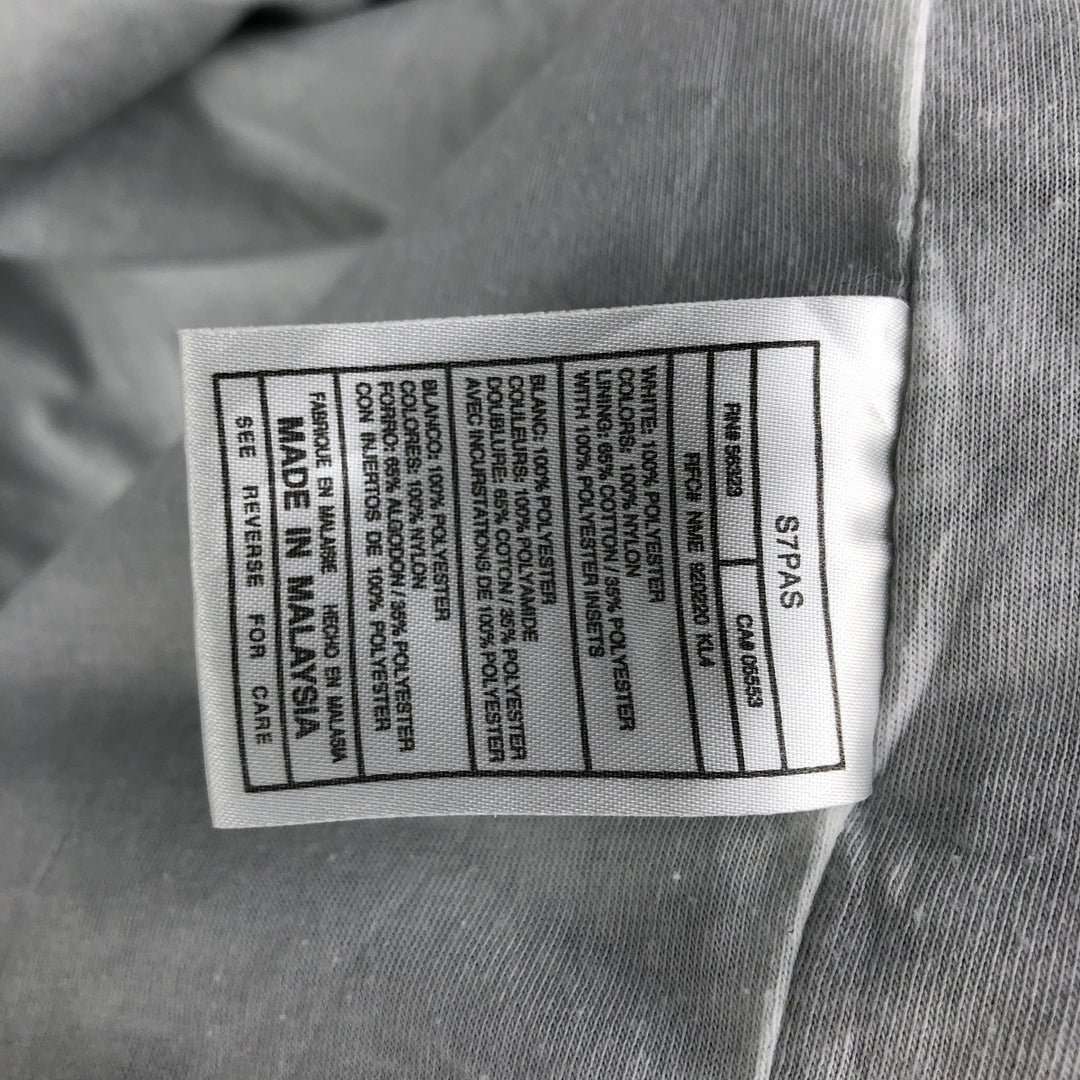 S7PAS
RN# 56323 CA# 05553
RFC# NME 920220 KL4
WHITE: 100% POLYESTER
COLORS: 100% NYLON
LINING: 65% COTTON / 35% POLYESTER
WITH 100% POLYESTER INSETS
BLANC: 100% POLYESTER
COULEURS: 100% POLYAMIDE
DOUBLURE: 65% COTON / 35% POLYESTER
AVEC INCURSTATIONS DE 100% POLYESTER
BLANCO: 100% POLYESTER
COLORES: 100% NYLON
FORRO: 65% ALGODON / 35% POLYESTER
CON INJERTOS DE 100% POLYESTER
FABRIQUE EN MALAISIE HECHO EN MALASIA
MADE IN MALAYSIA
SEE REVERSE FOR CARE